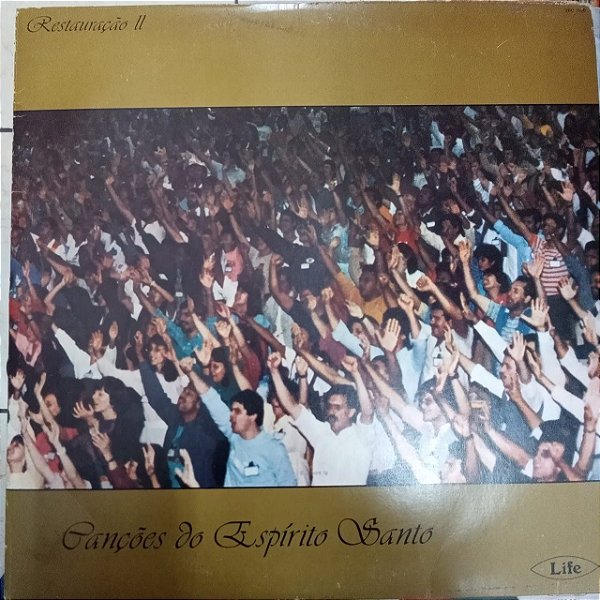 Restauração II
Canções do Espírito Santo
Life